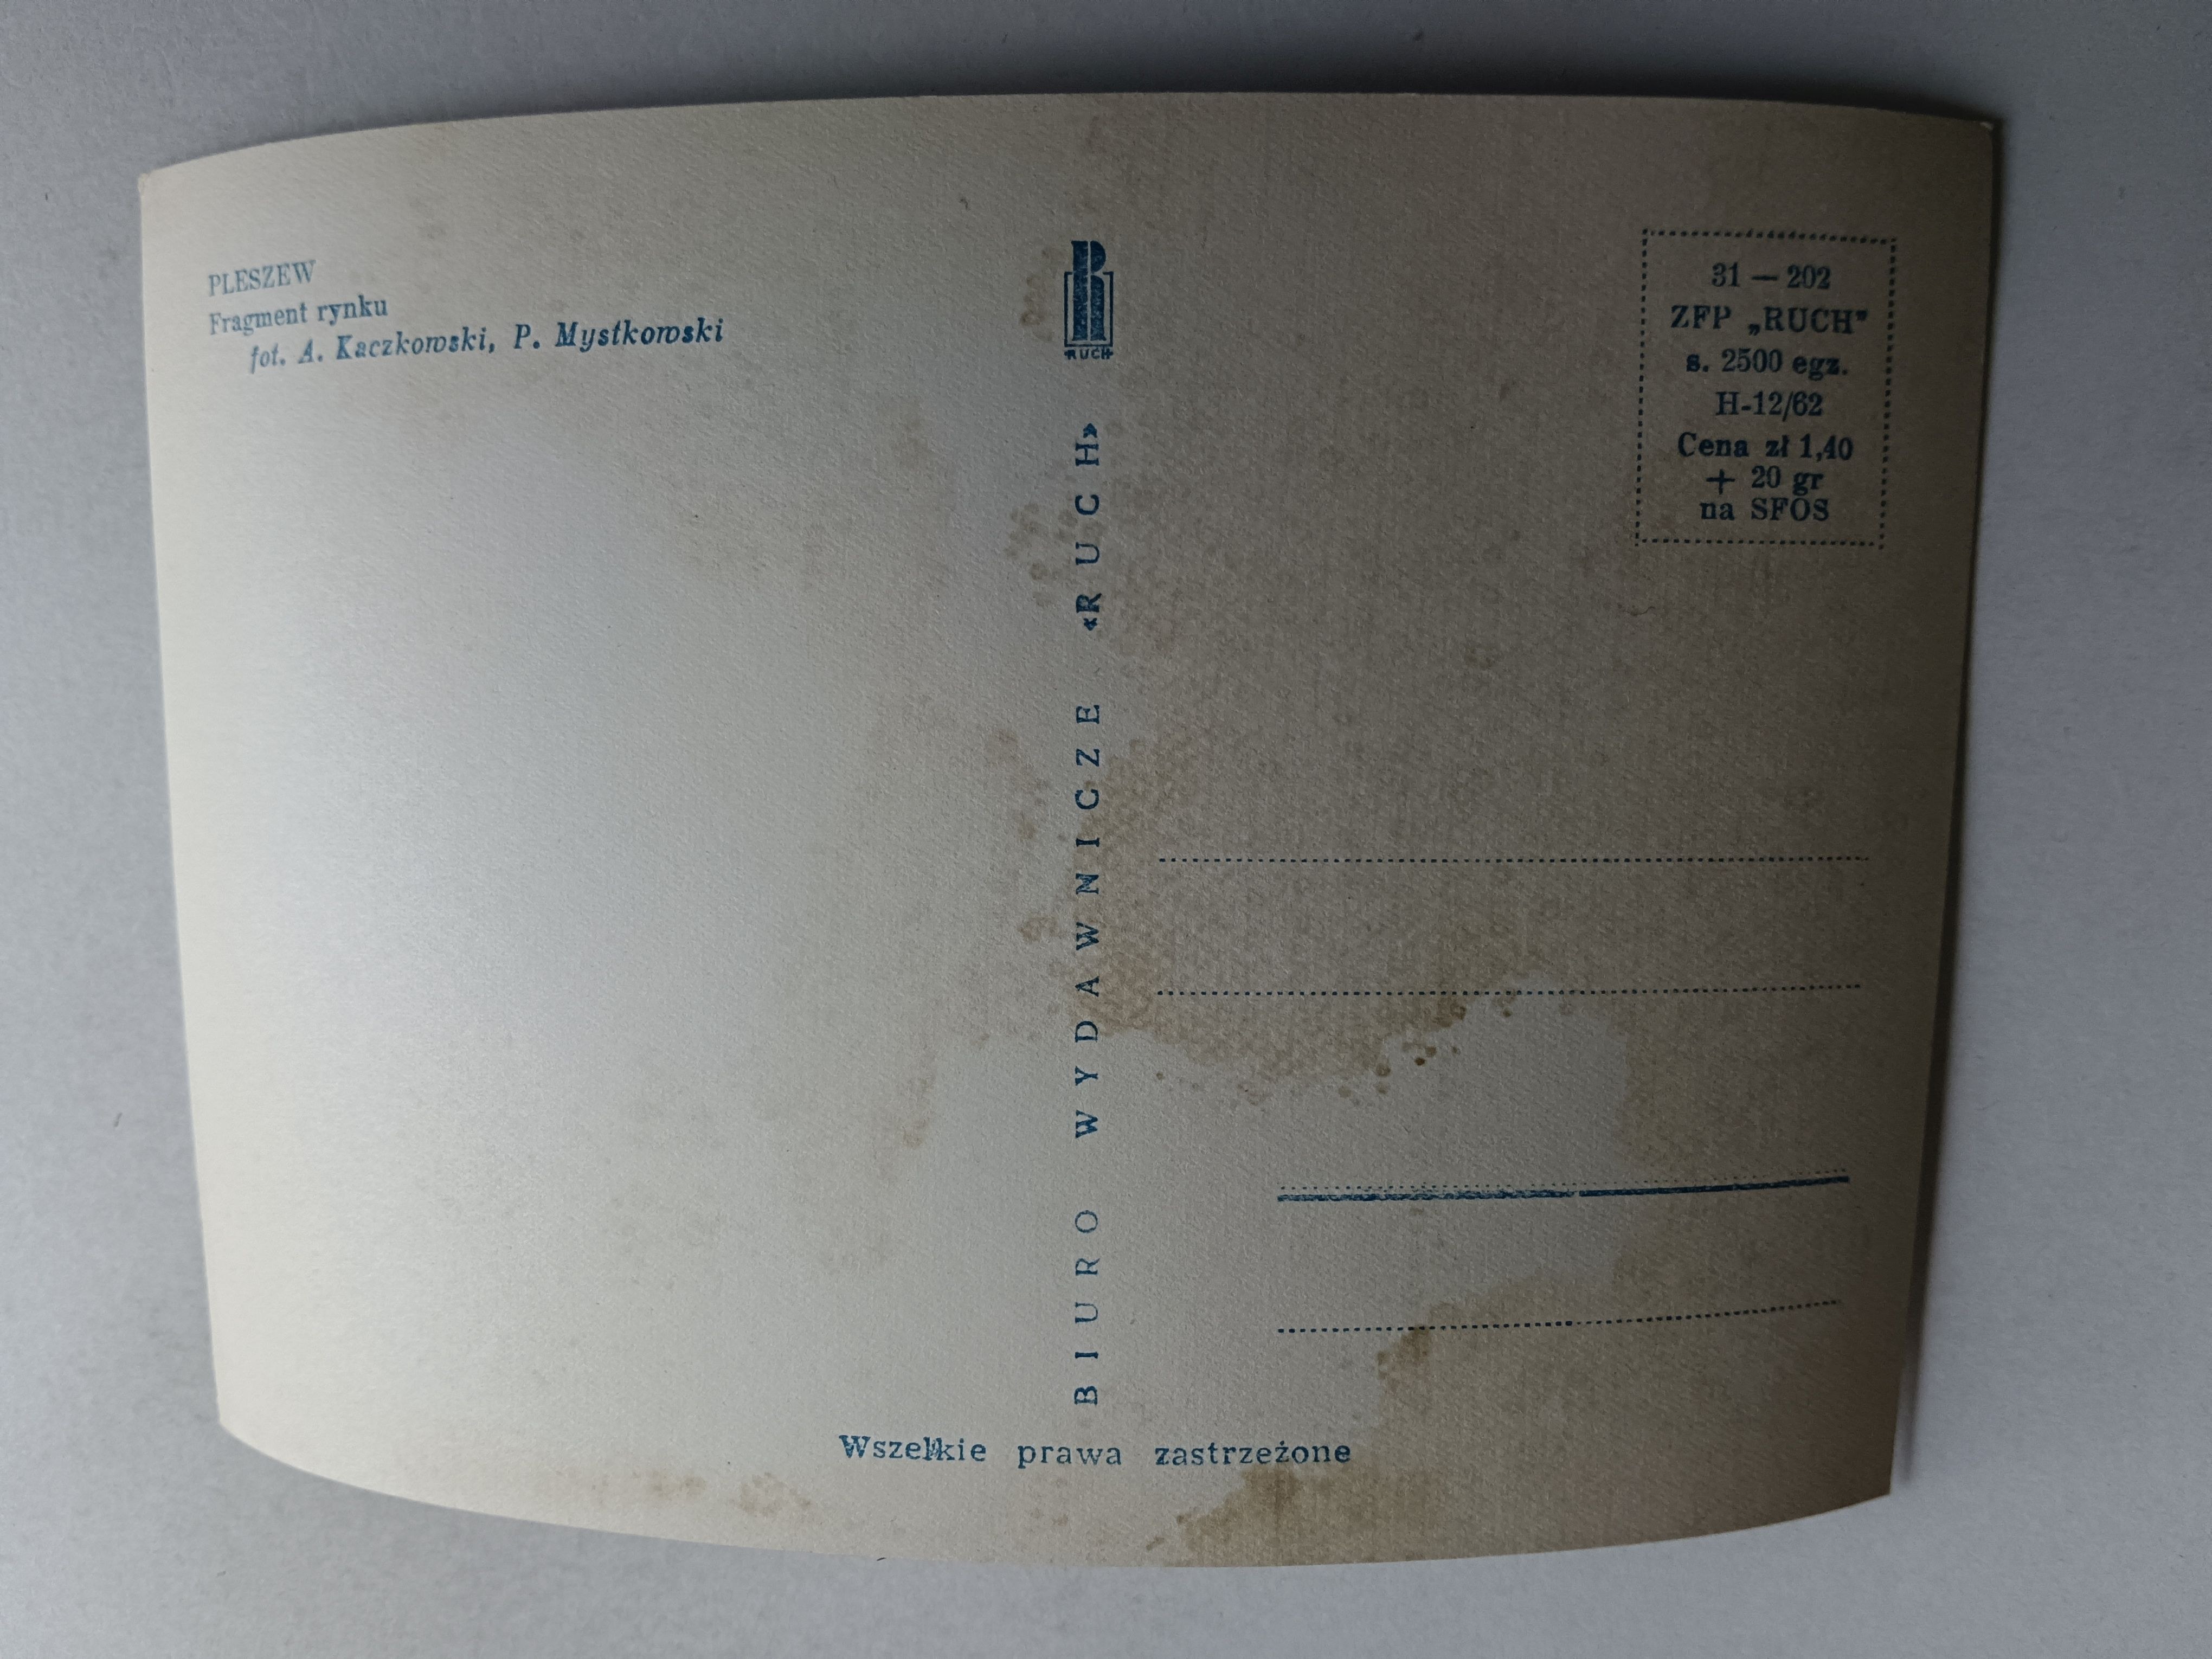 PLESZEW
Fragment rynku
fot. A. Kaczkowski, P. Mystkowski
RUCH
BIURO WYDAWNICZE «RUCH»
31 — 202
ZFP „RUCH"
s. 2500 egz.
H-12/62
Cena zł 1,40
+ 20 gr
na SFOS
Wszelkie prawa zastrzeżone